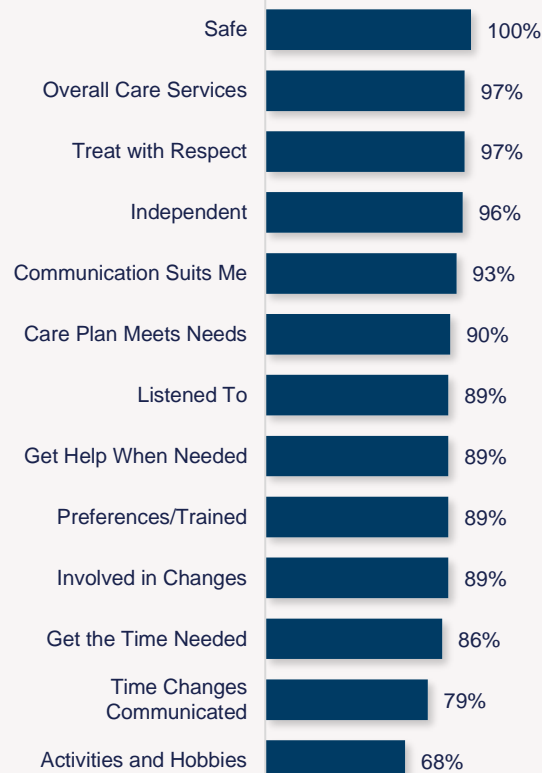 Safe 100%
Overall Care Services 97%
Treat with Respect 97%
Independent 96%
Communication Suits Me 93%
Care Plan Meets Needs 90%
Listened To 89%
Get Help When Needed 89%
Preferences/Trained 89%
Involved in Changes 89%
Get the Time Needed 86%
Time Changes
Communicated 79%
Activities and Hobbies 68%